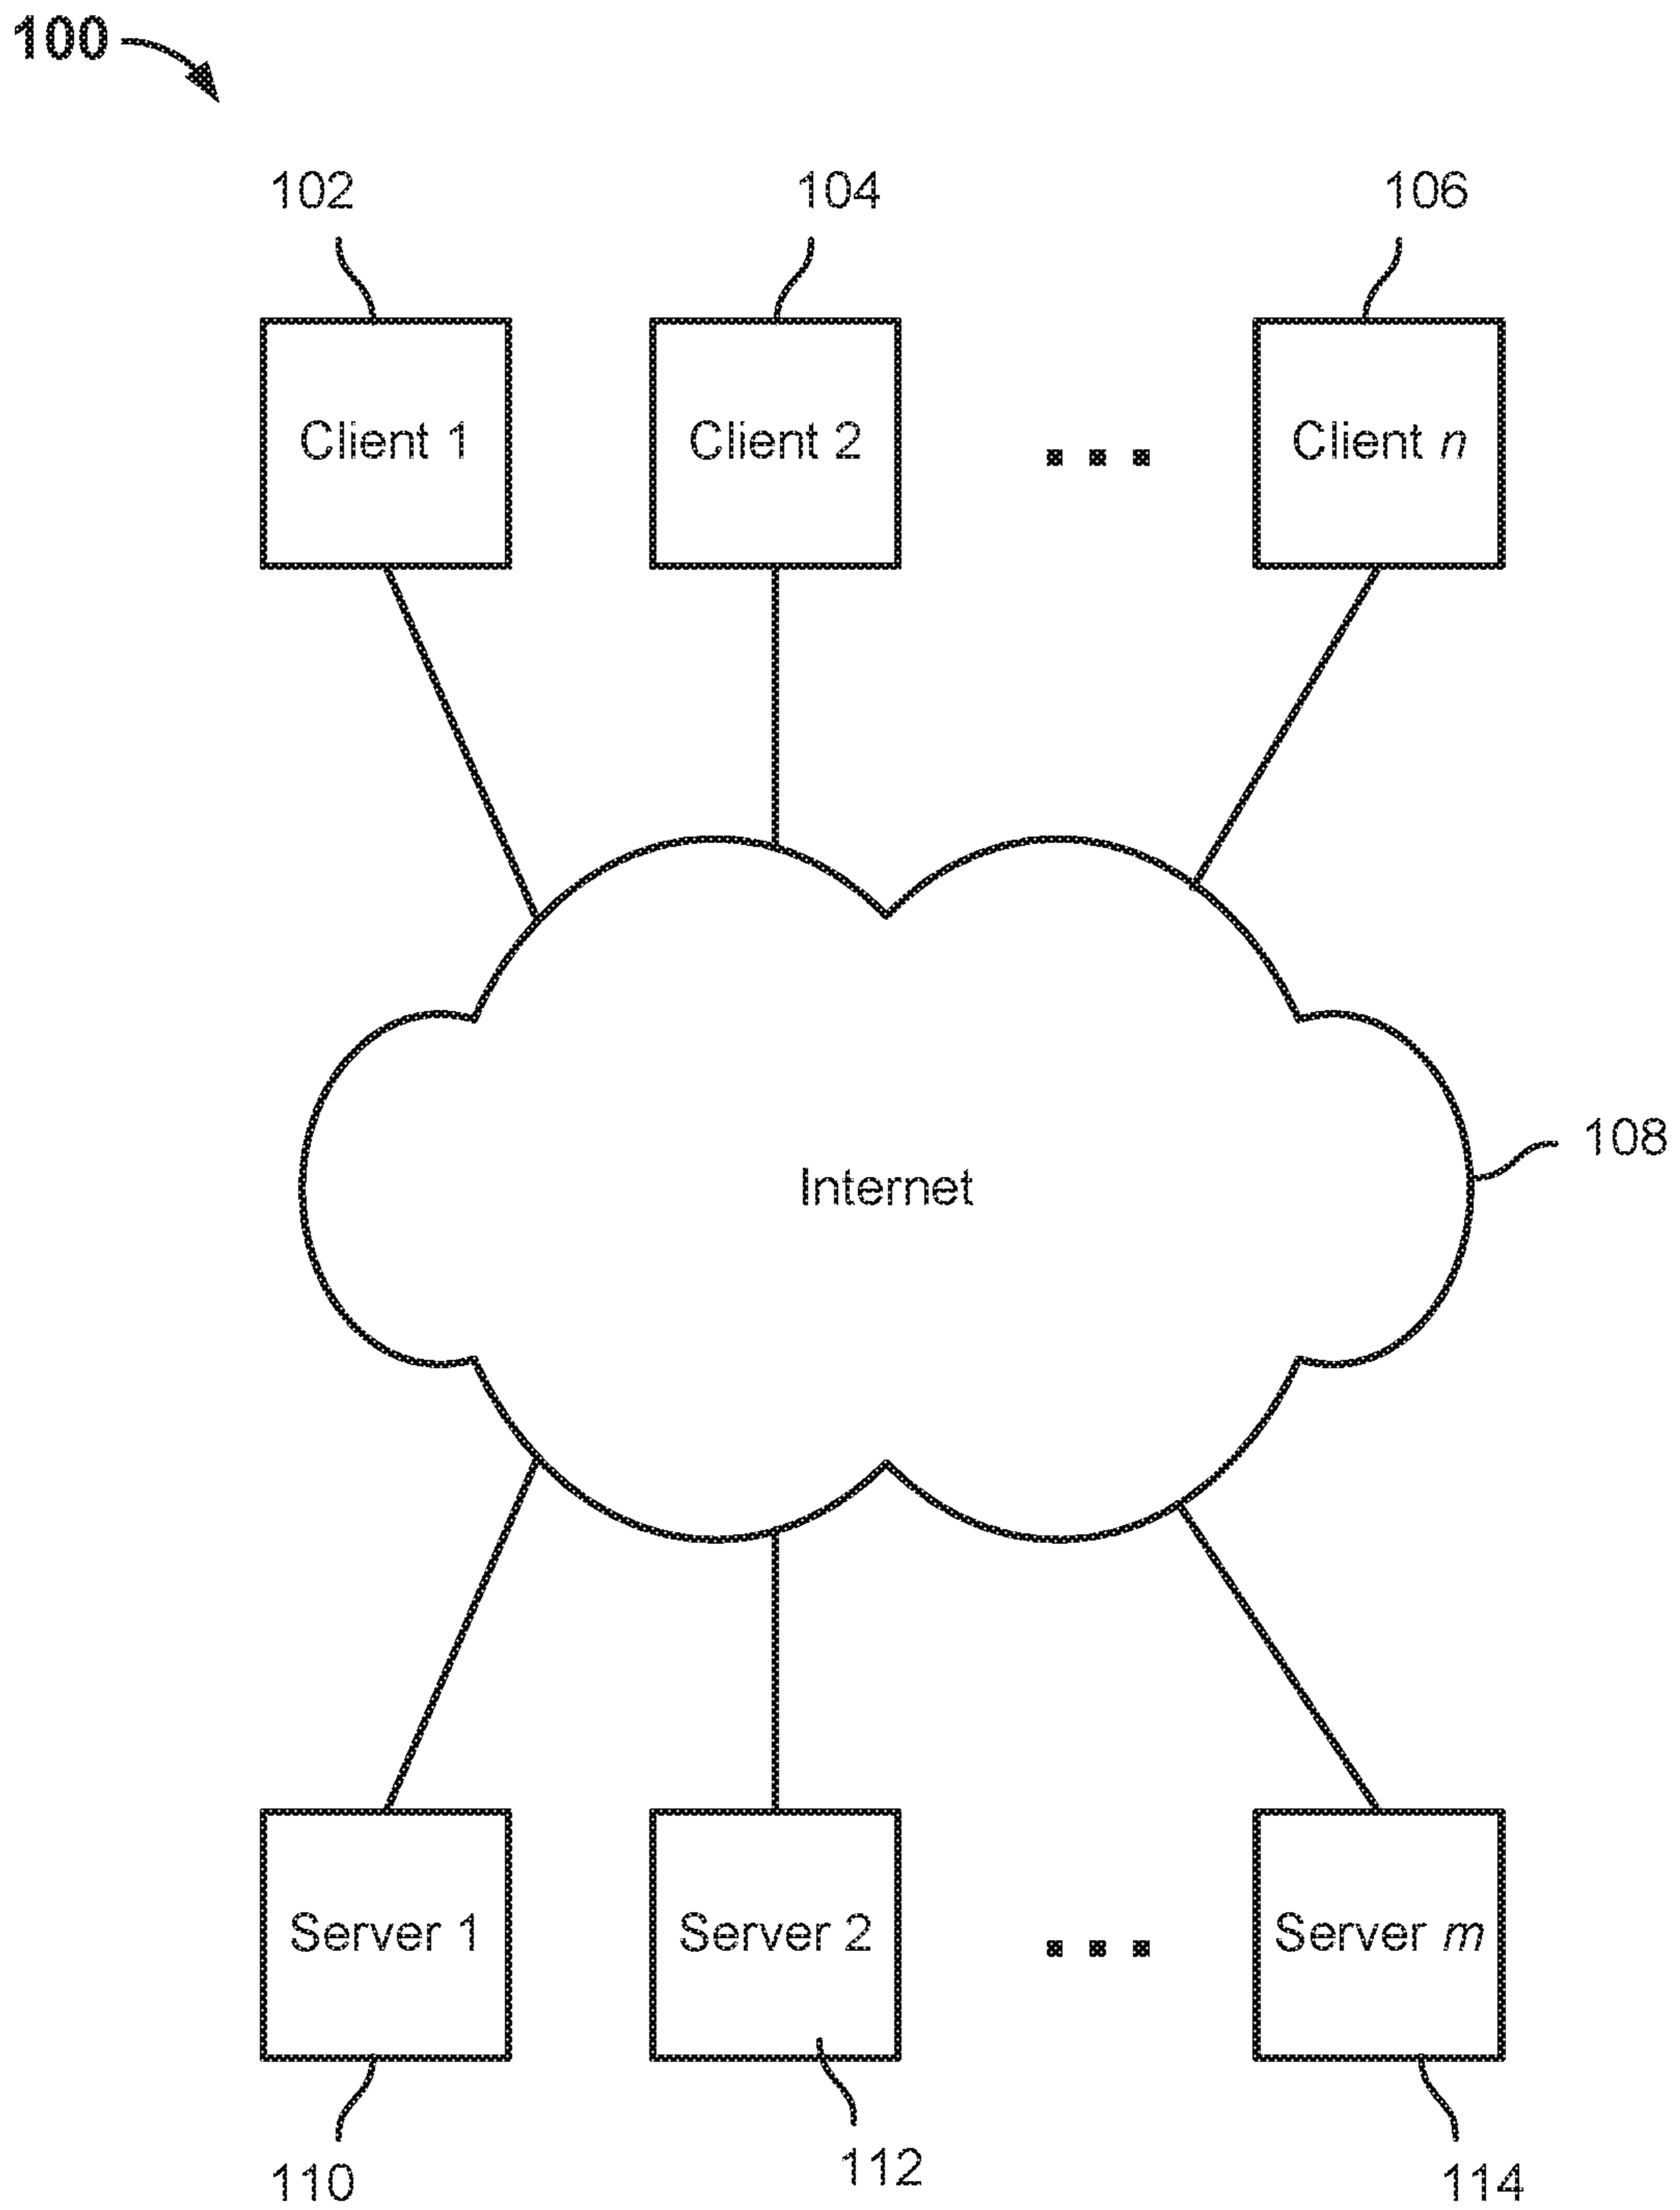 100
102 104 106
Client 1 Client 2 ... Client n
108
Internet
Server 1 Server 2 ... Server m
110 112 114